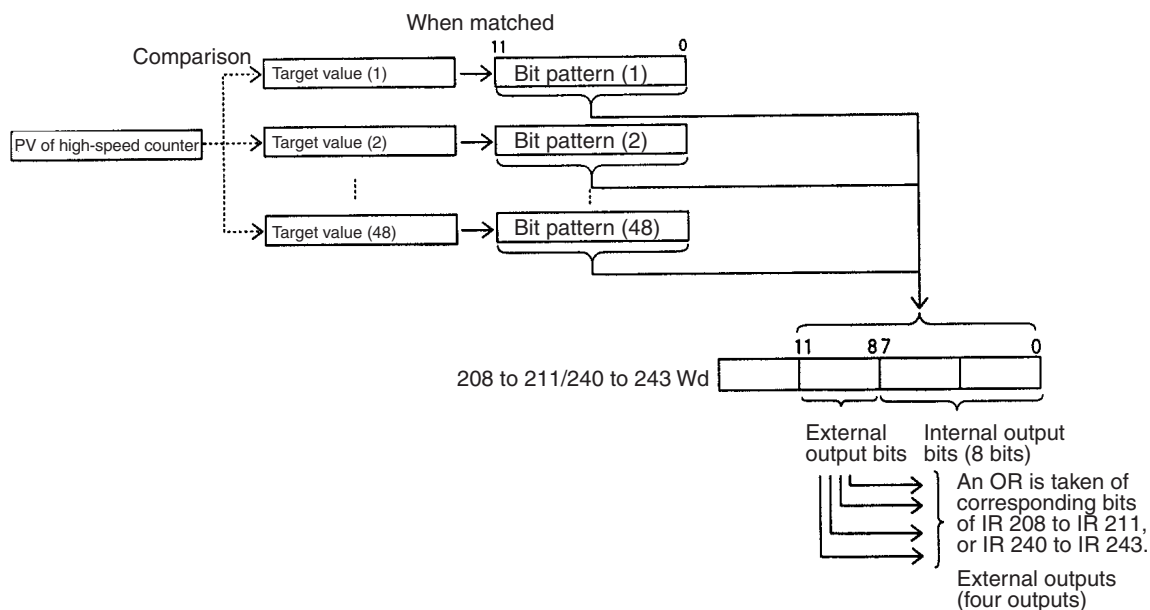 When matched
11 0
Comparison
Target value (1)
Bit pattern (1)
PV of high-speed counter
Target value (2)
Bit pattern (2)
Target value (48)
Bit pattern (48)
11 8 7 0
208 to 211/240 to 243 Wd
External
output bits
Internal output
bits (8 bits)
An OR is taken of
corresponding bits
of IR 208 to IR 211,
or IR 240 to IR 243.
External outputs
(four outputs)